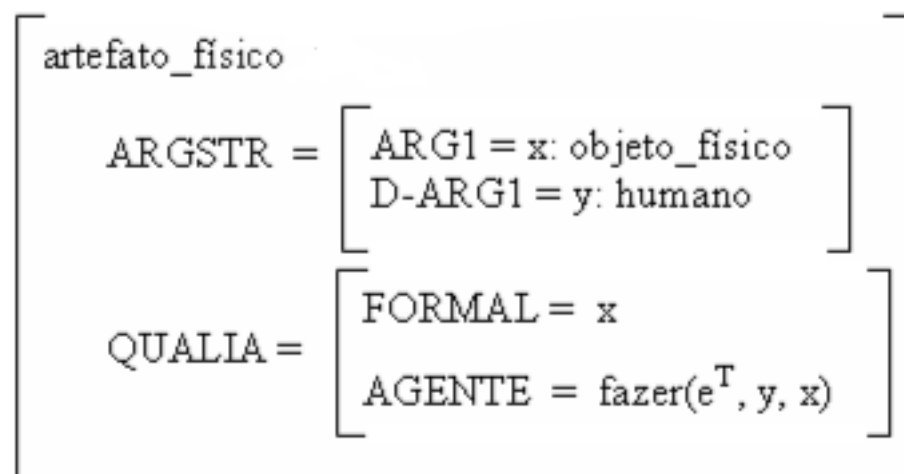 artefato_físico
ARGSTR = ARG1 = x: objeto_físico
D-ARG1 = y: humano
FORMAL = x
QUALIA =
AGENTE = fazer(e^T, y, x)